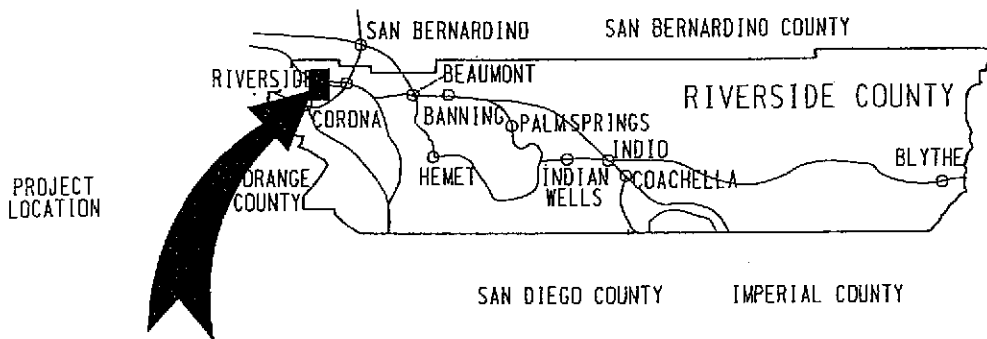 SAN BERNARDINO
SAN BERNARDINO COUNTY
RIVERSIDE
BEAUMONT
RIVERSIDE COUNTY
CORONA
BANNING
PALMSPRINGS
INDIO
BLYTHE
PROJECT
LOCATION
ORANGE
COUNTY
HEMET
INDIAN
WELLS
COACHELLA
SAN DIEGO COUNTY
IMPERIAL COUNTY